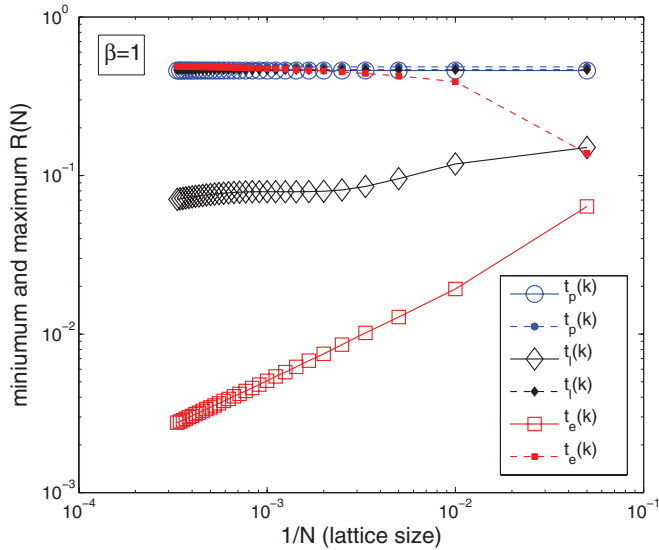 10^0
β=1
10^-1
10^-2
10^-3
miniumum and maximum R(N)
t_p(k)
t_p(k)
t_l(k)
t_l(k)
t_e(k)
t_e(k)
10^-4
10^-3
10^-2
10^-1
1/N (lattice size)